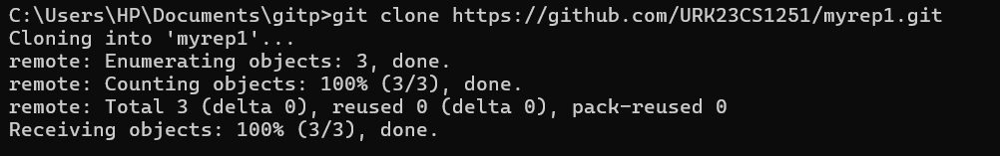 C:\Users\HP\Documents\gitp>git clone https://github.com/URK23CS1251/myrep1.git
Cloning into 'myrep1'...
remote: Enumerating objects: 3, done.
remote: Counting objects: 100% (3/3), done.
remote: Total 3 (delta 0), reused 0 (delta 0), pack-reused 0
Receiving objects: 100% (3/3), done.